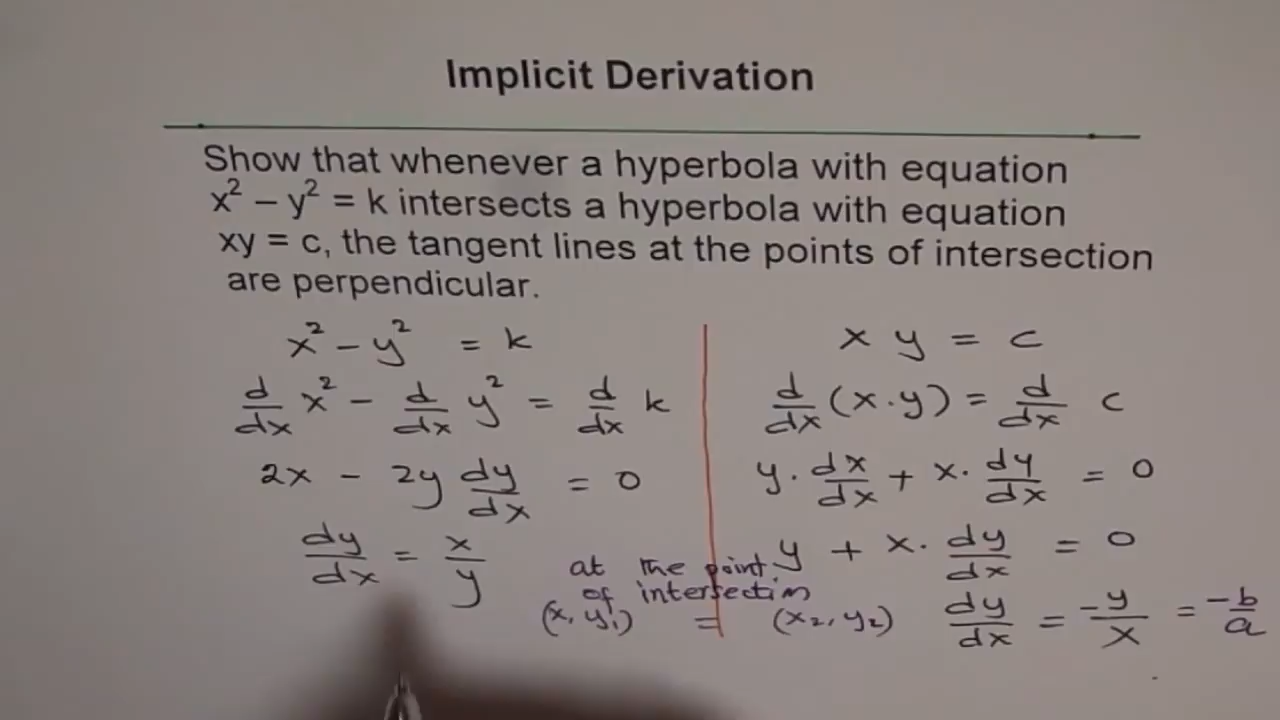 Implicit Derivation
Show that whenever a hyperbola with equation
x² – y² = k intersects a hyperbola with equation
xy = c, the tangent lines at the points of intersection
are perpendicular.
x² - y² = k
d/dx x² - d/dx y² = d/dx k
2x - 2y dy/dx = 0
dy/dx = x/y
at the point
of intersection
(x, y₁) = (x₂, y₂)
x y = c
d/dx (x·y) = d/dx c
y· dx/dx + x· dy/dx = 0
y + x· dy/dx = 0
dy/dx = -y/x = -b/a